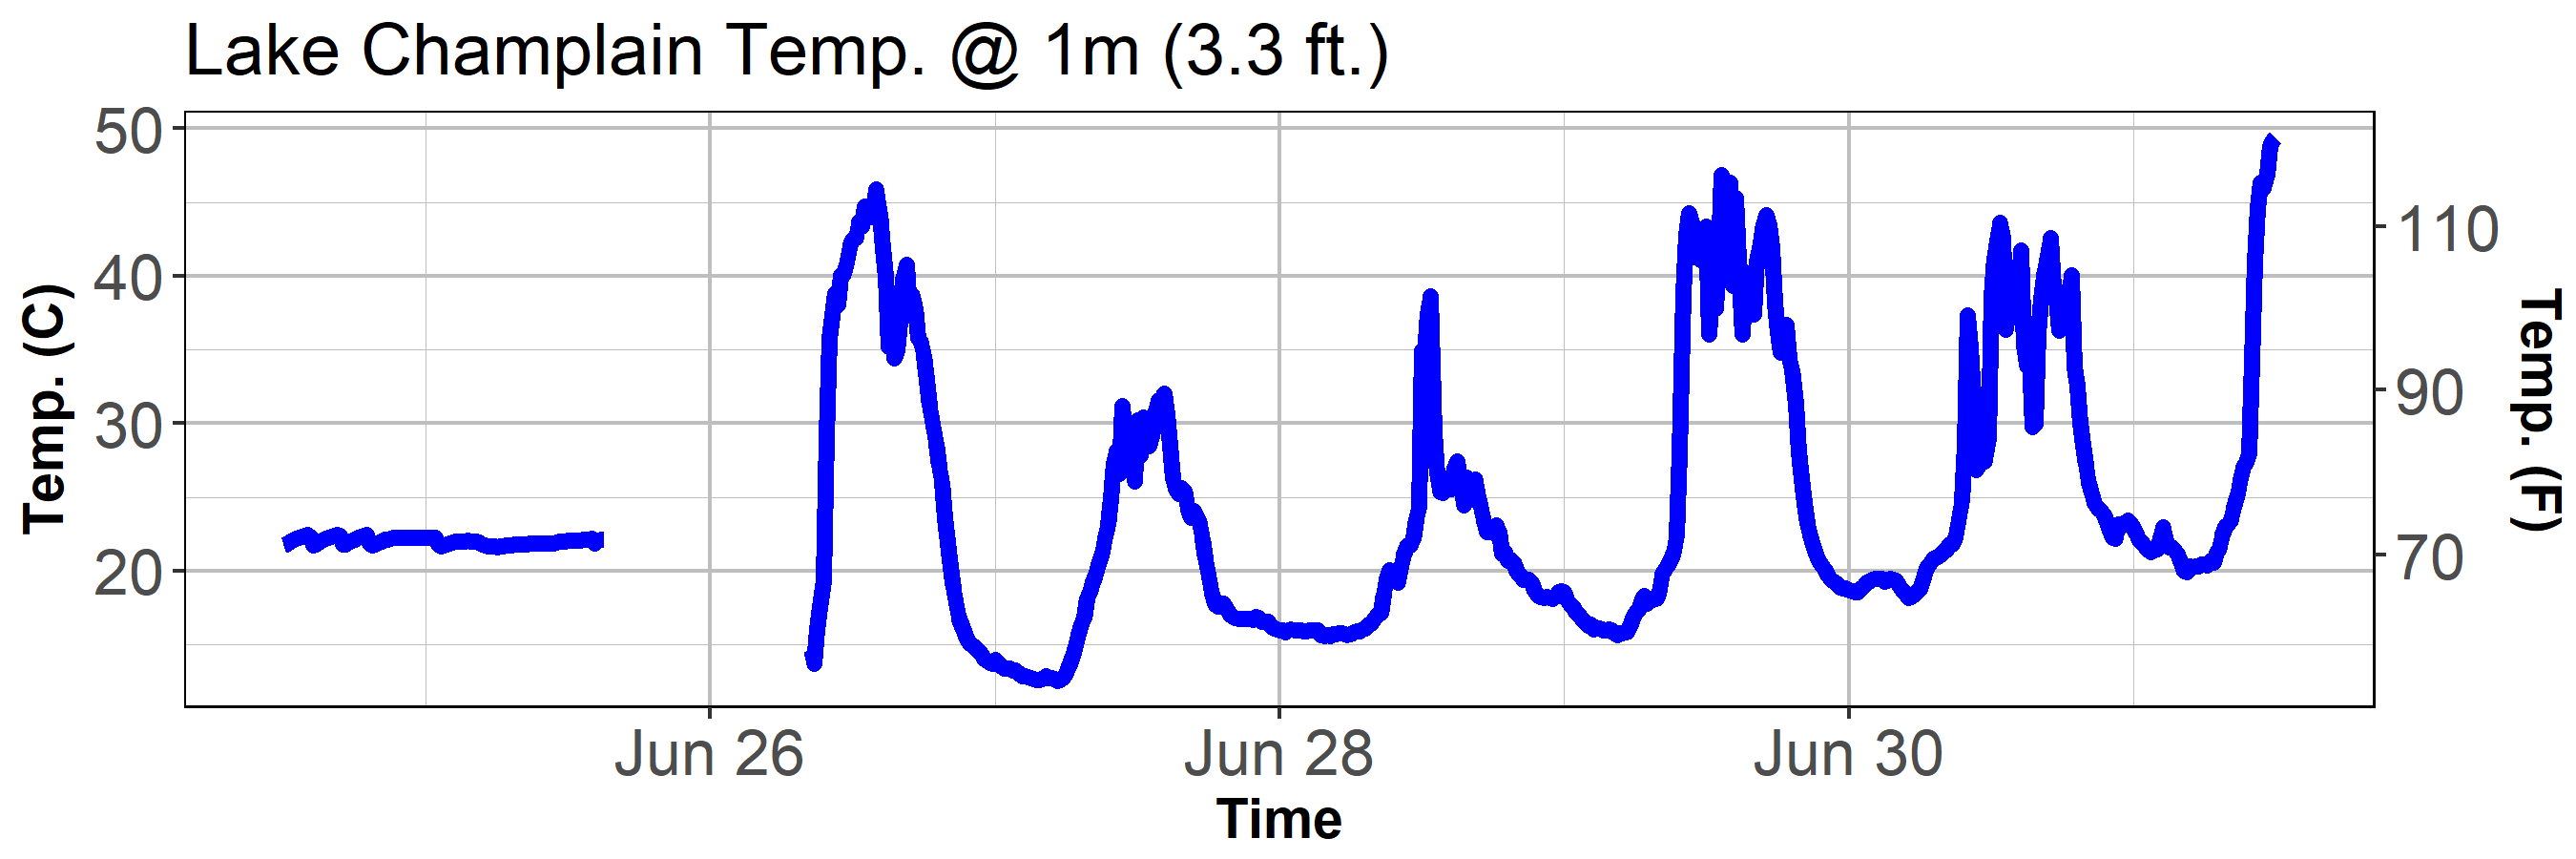 Lake Champlain Temp. @ 1m (3.3 ft.)
50
40
30
20
Temp. (C)
110
90
70
Temp. (F)
Jun 26
Jun 28
Jun 30
Time